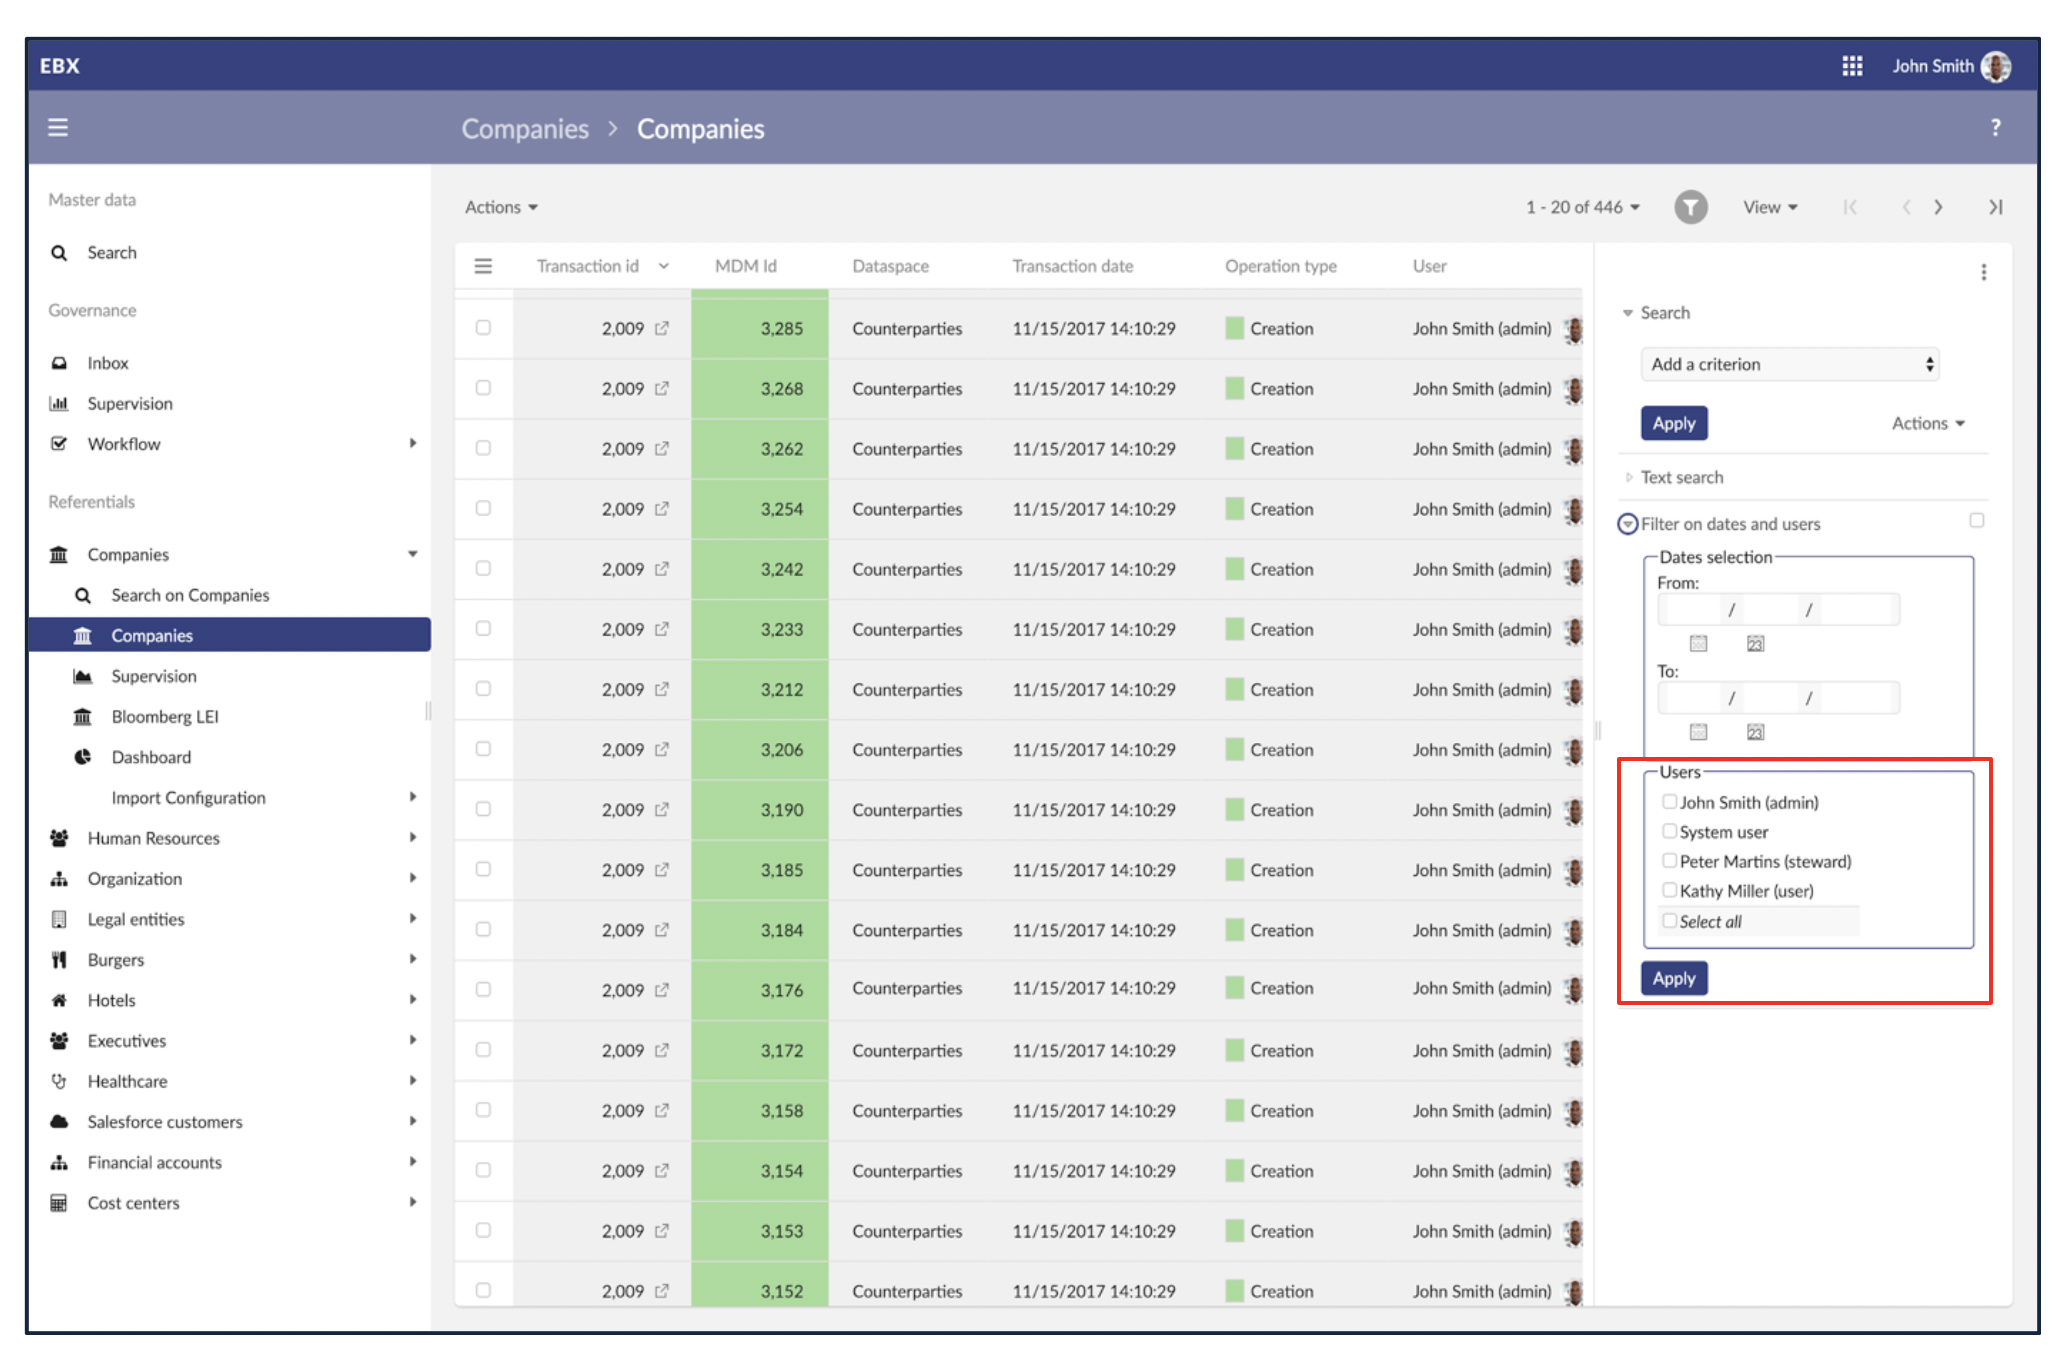 EBX
John Smith
Companies > Companies
?
Master data
Search
Governance
Inbox
Supervision
Workflow
Referentials
Companies
Search on Companies
Companies
Supervision
Bloomberg LEI
Dashboard
Import Configuration
Human Resources
Organization
Legal entities
Burgers
Hotels
Executives
Healthcare
Salesforce customers
Financial accounts
Cost centers
Actions
1 - 20 of 446
View
Transaction id MDM Id Dataspace Transaction date Operation type User
2,009 3,285 Counterparties 11/15/2017 14:10:29 Creation John Smith (admin)
2,009 3,268 Counterparties 11/15/2017 14:10:29 Creation John Smith (admin)
2,009 3,262 Counterparties 11/15/2017 14:10:29 Creation John Smith (admin)
2,009 3,254 Counterparties 11/15/2017 14:10:29 Creation John Smith (admin)
2,009 3,242 Counterparties 11/15/2017 14:10:29 Creation John Smith (admin)
2,009 3,233 Counterparties 11/15/2017 14:10:29 Creation John Smith (admin)
2,009 3,212 Counterparties 11/15/2017 14:10:29 Creation John Smith (admin)
2,009 3,206 Counterparties 11/15/2017 14:10:29 Creation John Smith (admin)
2,009 3,190 Counterparties 11/15/2017 14:10:29 Creation John Smith (admin)
2,009 3,185 Counterparties 11/15/2017 14:10:29 Creation John Smith (admin)
2,009 3,184 Counterparties 11/15/2017 14:10:29 Creation John Smith (admin)
2,009 3,176 Counterparties 11/15/2017 14:10:29 Creation John Smith (admin)
2,009 3,172 Counterparties 11/15/2017 14:10:29 Creation John Smith (admin)
2,009 3,158 Counterparties 11/15/2017 14:10:29 Creation John Smith (admin)
2,009 3,154 Counterparties 11/15/2017 14:10:29 Creation John Smith (admin)
2,009 3,153 Counterparties 11/15/2017 14:10:29 Creation John Smith (admin)
2,009 3,152 Counterparties 11/15/2017 14:10:29 Creation John Smith (admin)
Search
Add a criterion
Apply
Actions
Text search
Filter on dates and users
Dates selection
From:
/ /
23
To:
/ /
23
Users
John Smith (admin)
System user
Peter Martins (steward)
Kathy Miller (user)
Select all
Apply